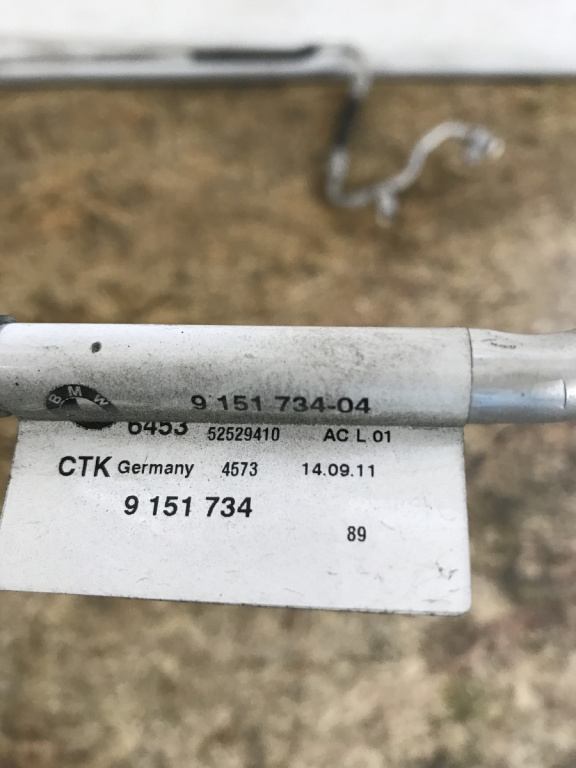 BMW
9 151 734-04
6453 52529410 AC L 01
CTK Germany 4573 14.09.11
9 151 734
89